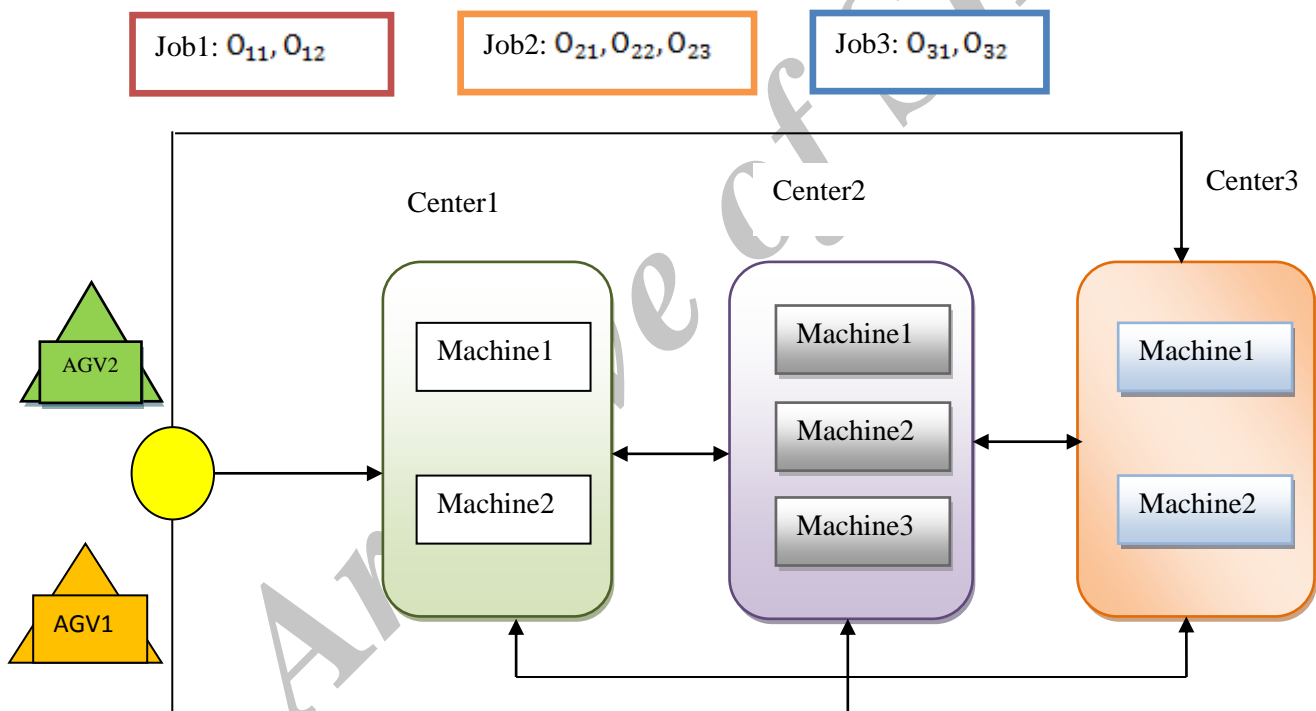 Job1: O₁₁, O₁₂
Job2: O₂₁, O₂₂, O₂₃
Job3: O₃₁, O₃₂
Center1
Center2
Center3
AGV2
AGV1
Machine1
Machine2
Machine1
Machine2
Machine3
Machine1
Machine2